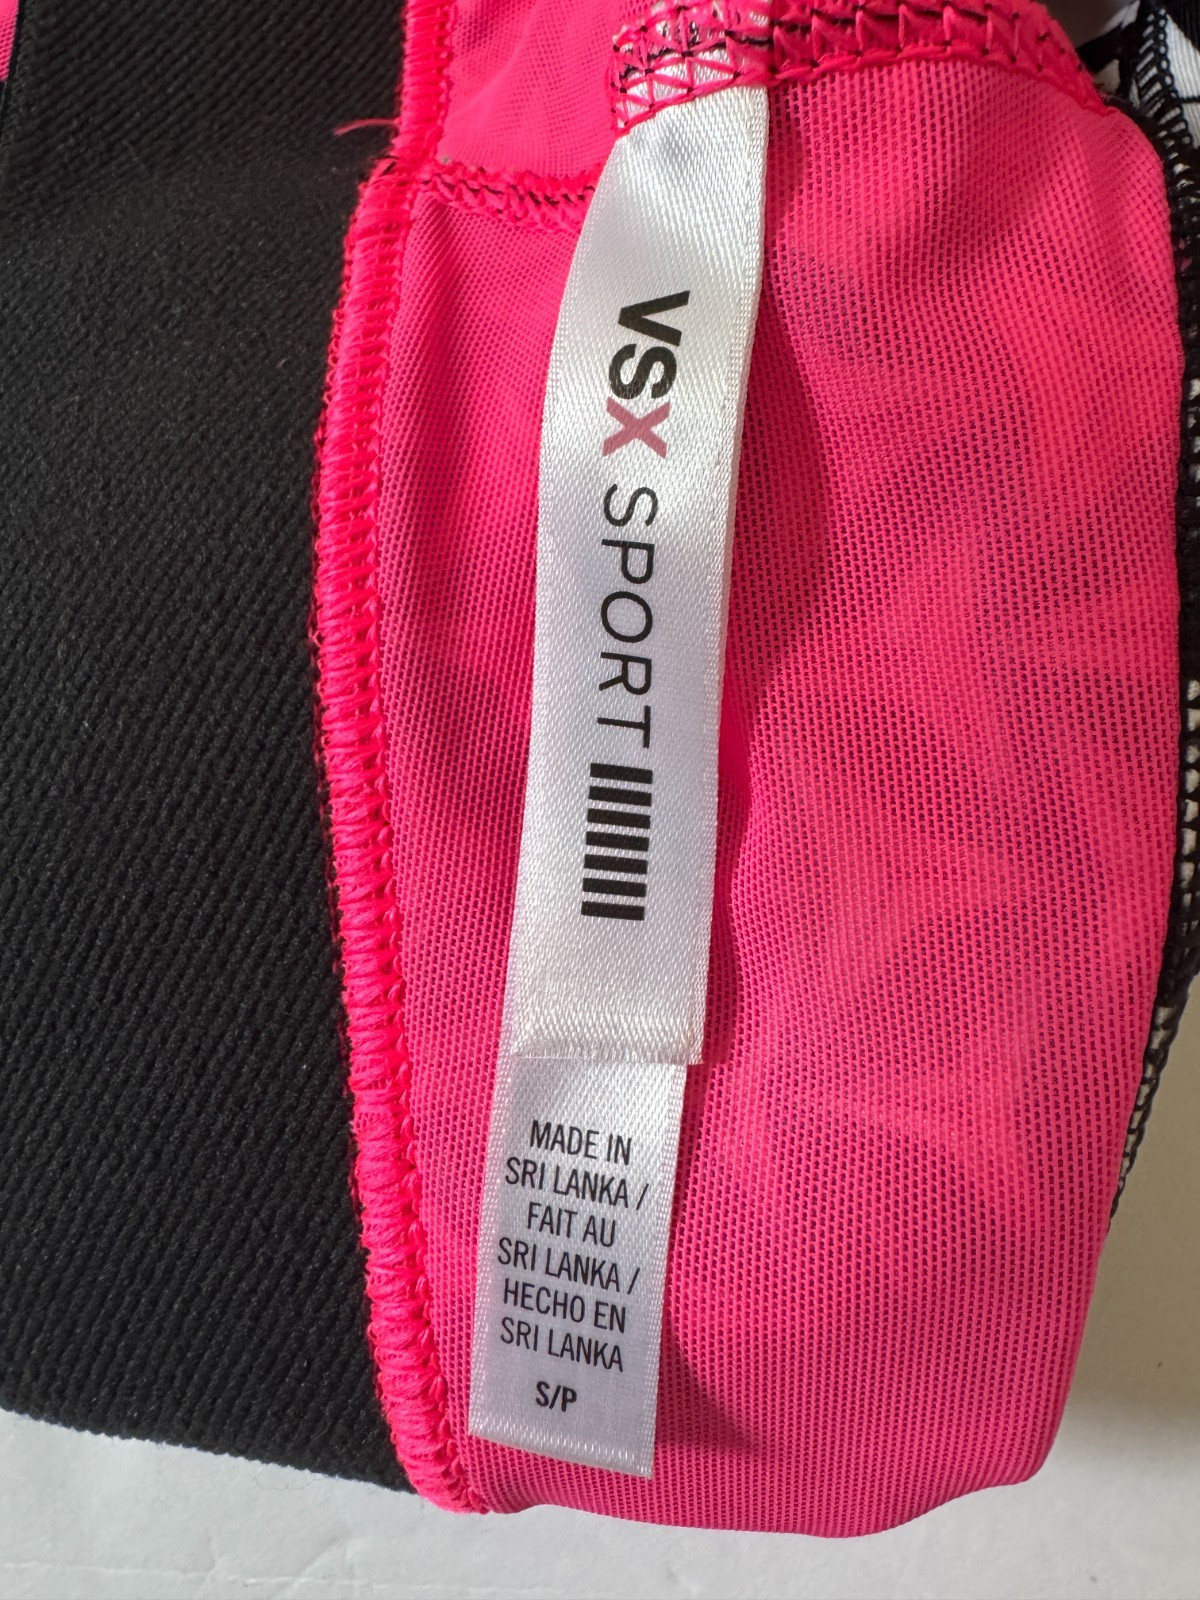 VSX SPORT
MADE IN
SRI LANKA /
FAIT AU
SRI LANKA /
HECHO EN
SRI LANKA
S/P